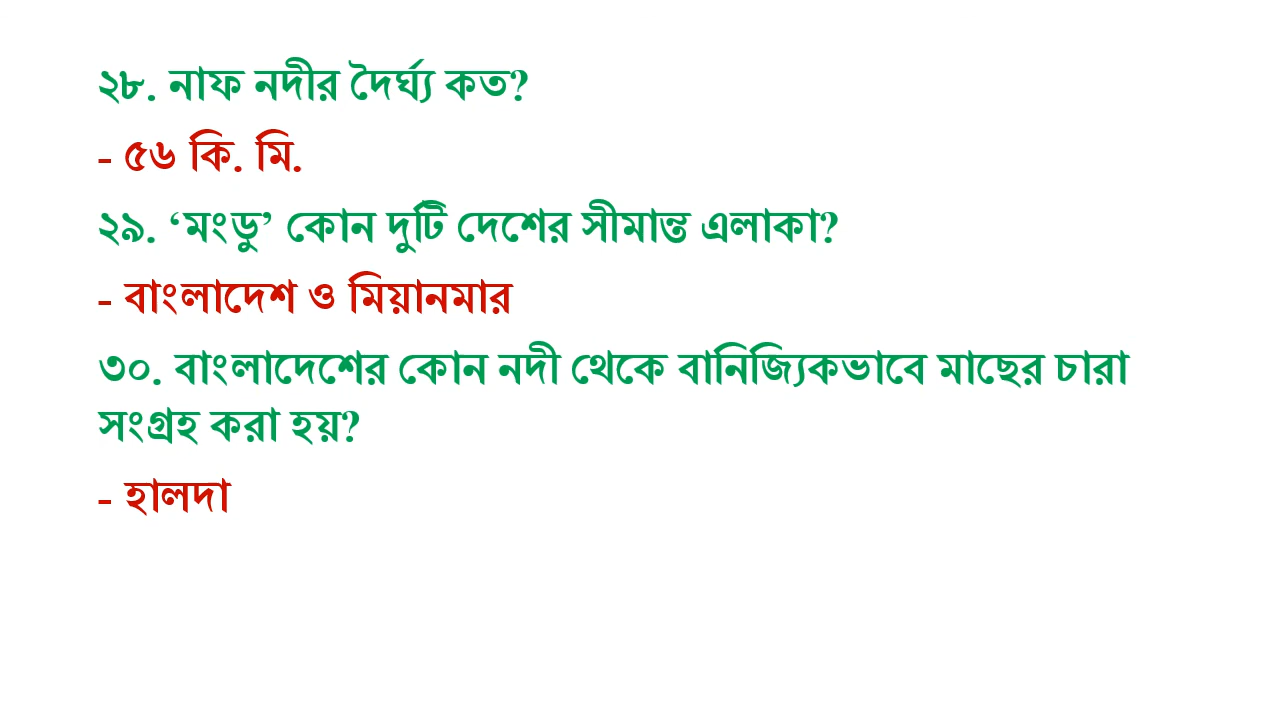 ২৮. নাফ নদীর দৈর্ঘ্য কত?
- ৫৬ কি. মি.
২৯. ‘মংডু’ কোন দুটি দেশের সীমান্ত এলাকা?
- বাংলাদেশ ও মিয়ানমার
৩০. বাংলাদেশের কোন নদী থেকে বানিজ্যিকভাবে মাছের চারা
সংগ্রহ করা হয়?
- হালদা